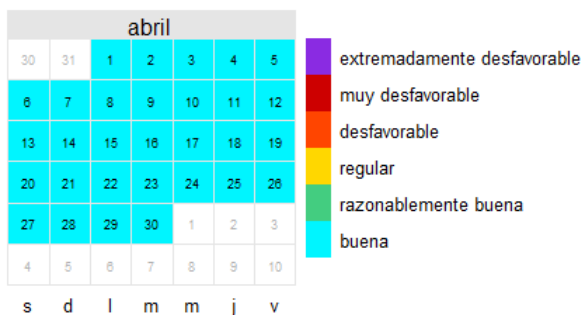 abril
30 31 1 2 3 4 5
6 7 8 9 10 11 12
13 14 15 16 17 18 19
20 21 22 23 24 25 26
27 28 29 30 1 2 3
4 5 6 7 8 9 10
s d l m m j v
extremadamente desfavorable
muy desfavorable
desfavorable
regular
razonablemente buena
buena